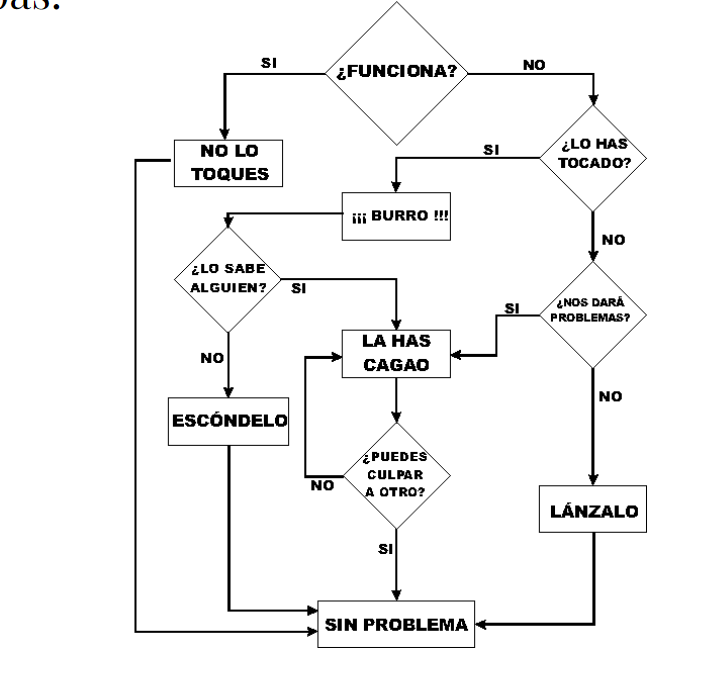 ¿FUNCIONA?
SI
NO
NO LO
TOQUES
¿LO HAS
TOCADO?
SI
¡¡¡ BURRO !!!
NO
¿LO SABE
ALGUIEN?
SI
¿NOS DARÁ
PROBLEMAS?
SI
LA HAS
CAGAO
NO
NO
ESCÓNDELO
¿PUEDES
CULPAR
A OTRO?
NO
LÁNZALO
SI
SIN PROBLEMA